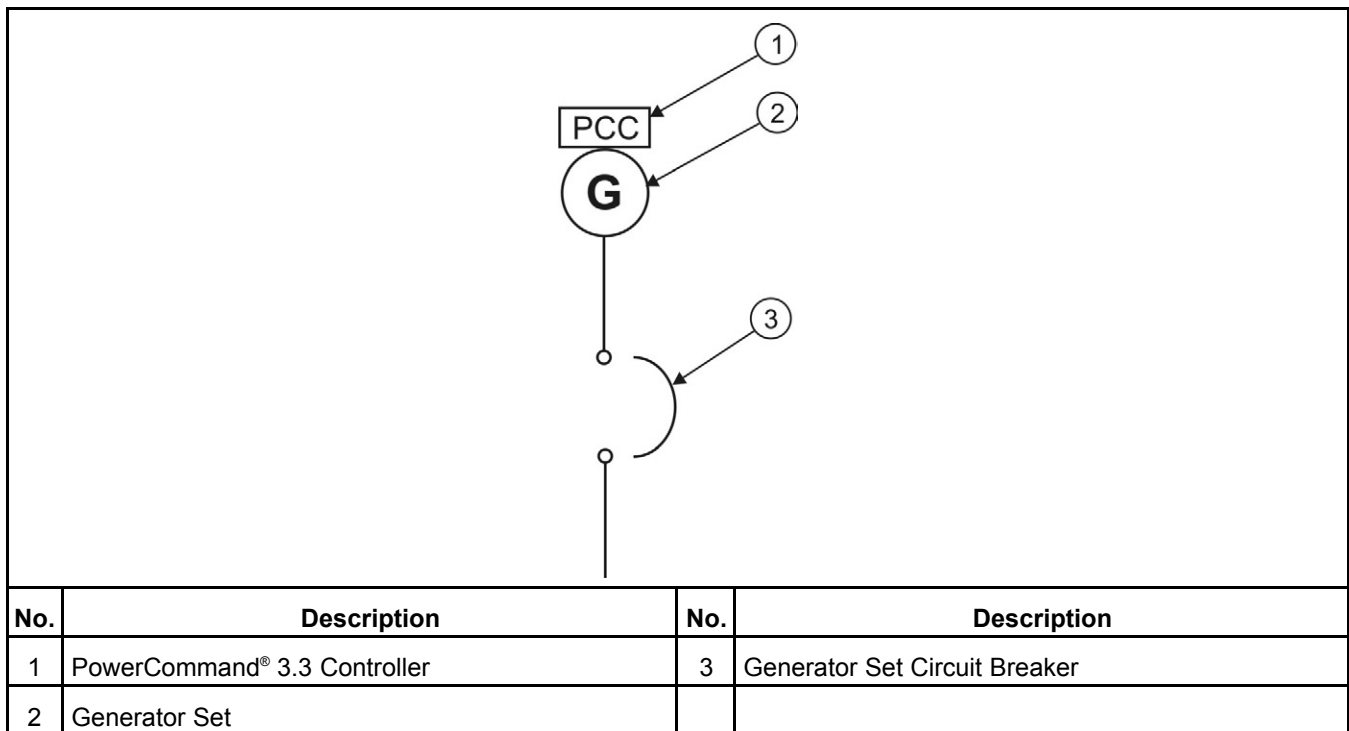 1
PCC
2
G
3
No. Description No. Description
1 PowerCommand® 3.3 Controller 3 Generator Set Circuit Breaker
2 Generator Set